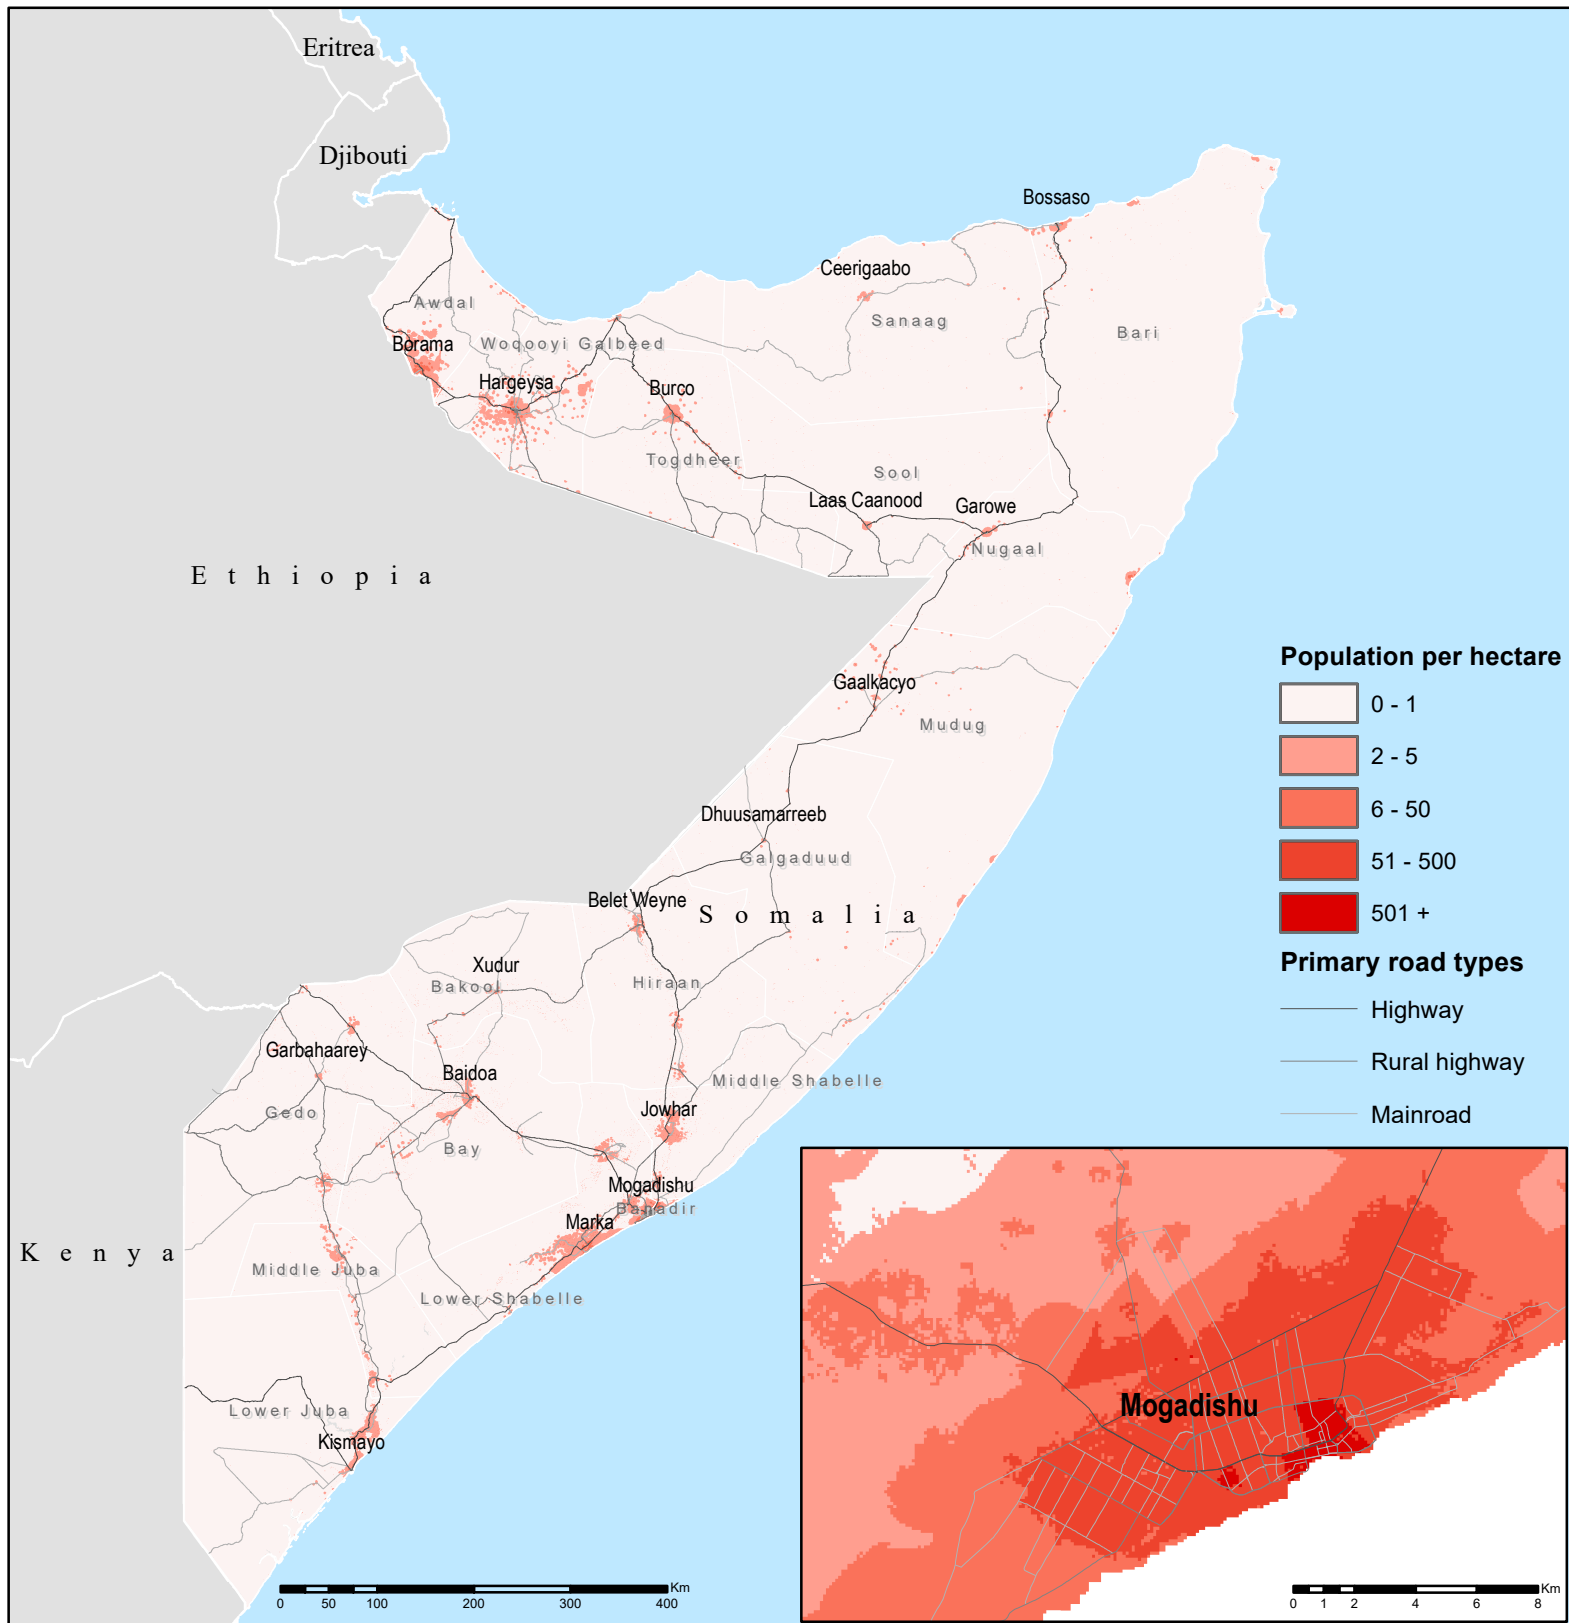 Eritrea
Djibouti
Bossaso
Ceerigaabo
Awdal
Sanaag
Bari
Borama
Woqooyi Galbeed
Hargeysa
Burco
Togdheer
Sool
Laas Caanood
Garowe
Nugaal
Ethiopia
Gaalkacyo
Mudug
Dhuusamarreeb
Galgaduud
Belet Weyne
Somalia
Xudur
Bakool
Hiraan
Garbahaarey
Baidoa
Middle Shabelle
Gedo
Jowhar
Bay
Mogadishu
Banadir
Marka
Kenya
Middle Juba
Lower Shabelle
Lower Juba
Kismayo
Population per hectare
0 - 1
2 - 5
6 - 50
51 - 500
501 +
Primary road types
Highway
Rural highway
Mainroad
Mogadishu
Km
0 50 100 200 300 400
Km
0 1 2 4 6 8